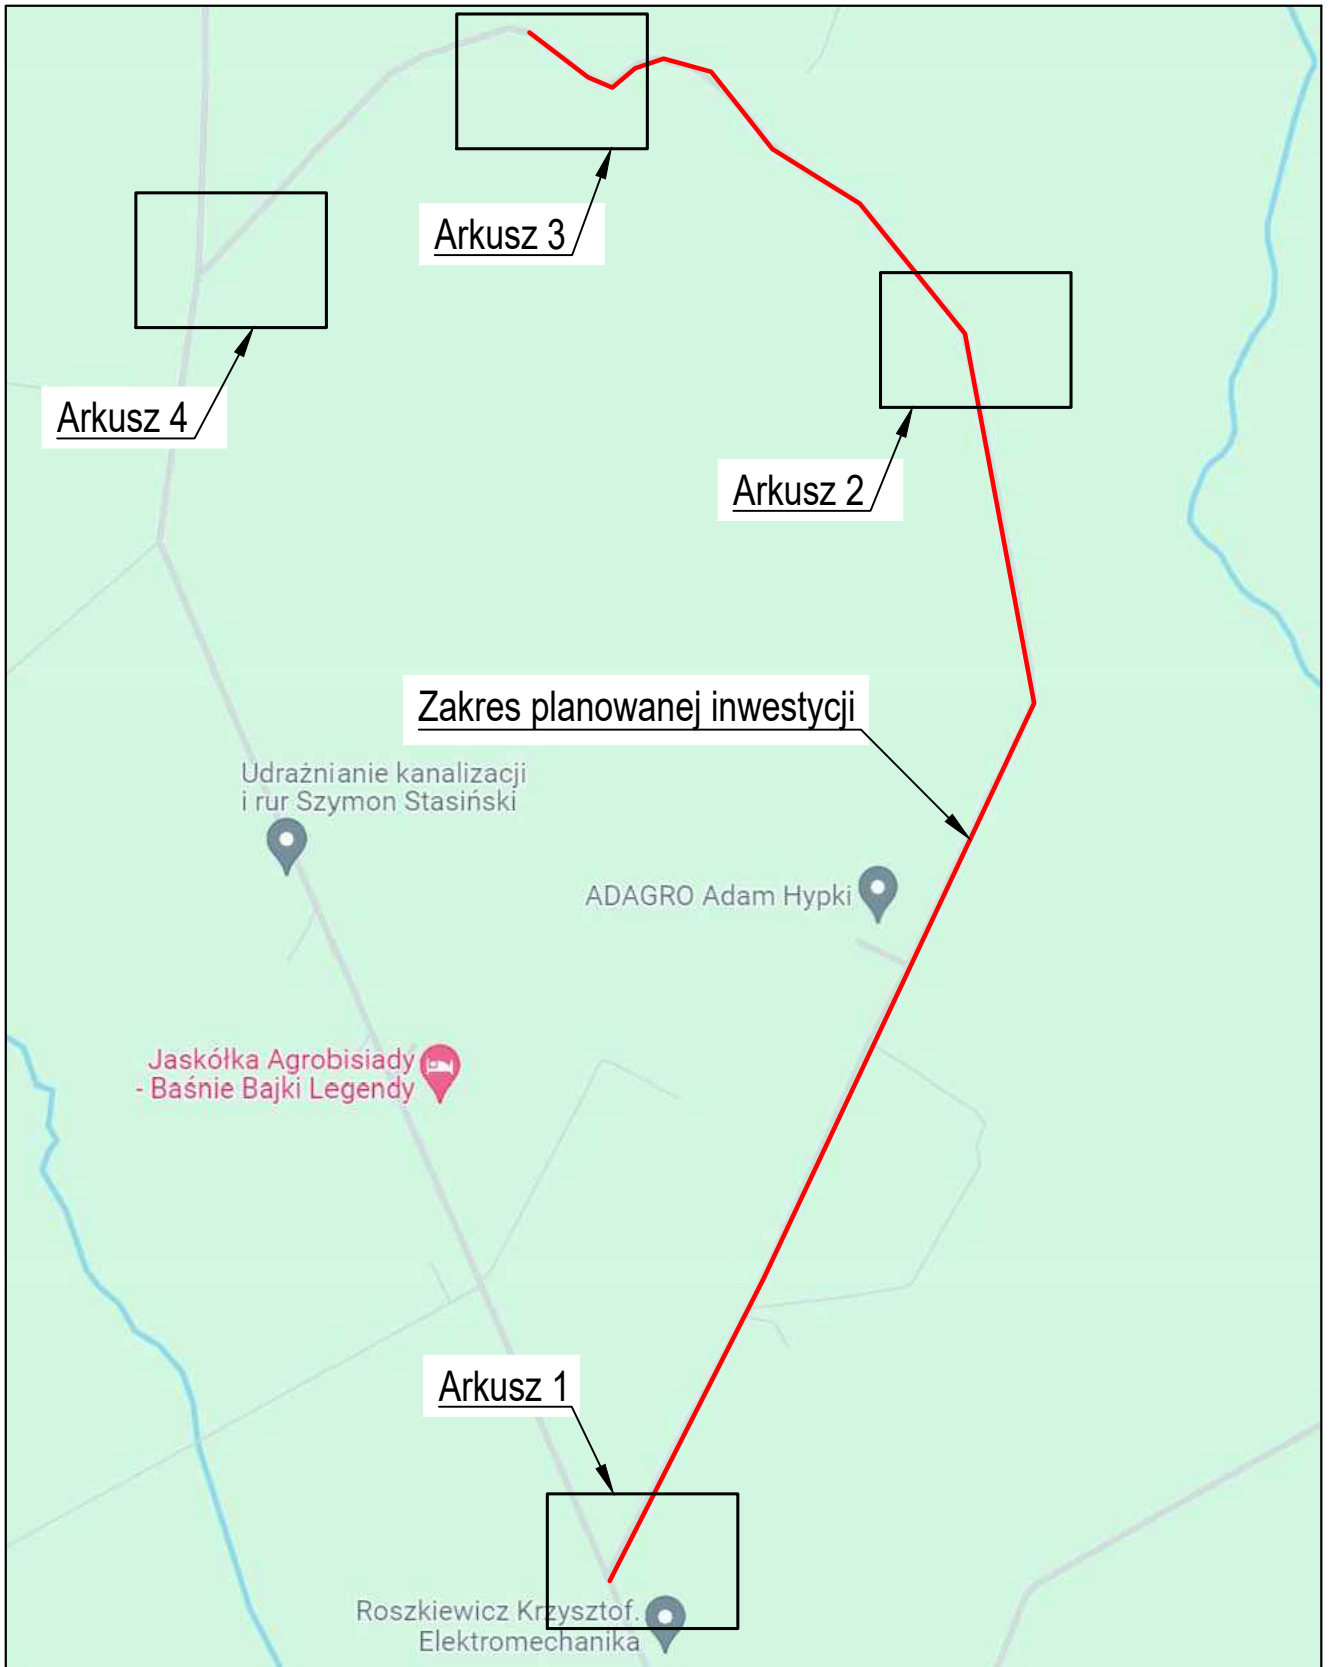 Arkusz 3
Arkusz 4
Arkusz 2
Zakres planowanej inwestycji
Udrażnianie kanalizacji
i rur Szymon Stasiński
ADAGRO Adam Hypki
Jaskółka Agrobisiady
- Baśnie Bajki Legendy
Arkusz 1
Roszkiewicz Krzysztof.
Elektromechanika